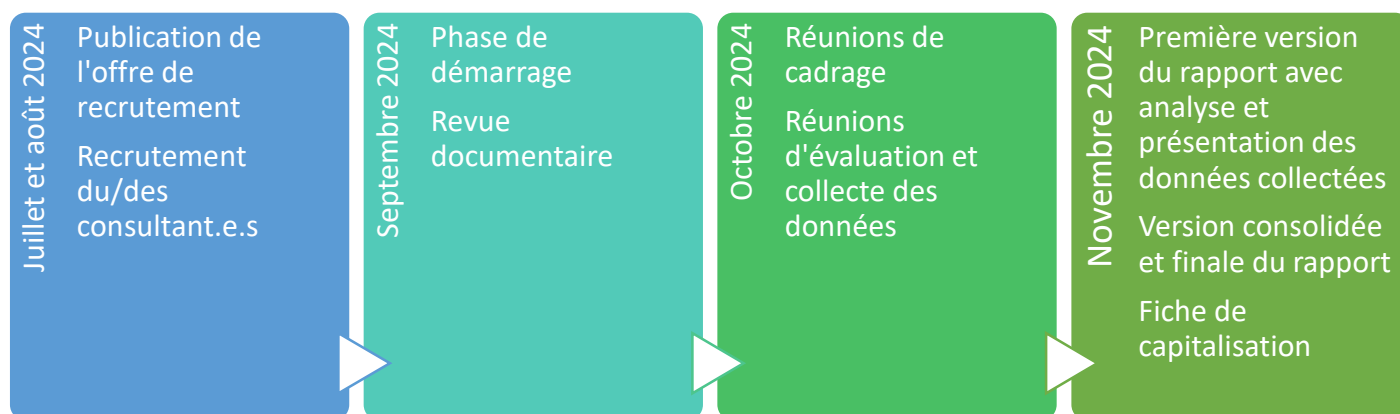 Juillet et août 2024
Publication de
l'offre de
recrutement
Recrutement
du/des
consultant.e.s
Septembre 2024
Phase de
démarrage
Revue
documentaire
Octobre 2024
Réunions de
cadrage
Réunions
d'évaluation et
collecte des
données
Novembre 2024
Première version
du rapport avec
analyse et
présentation des
données collectées
Version consolidée
et finale du rapport
Fiche de
capitalisation